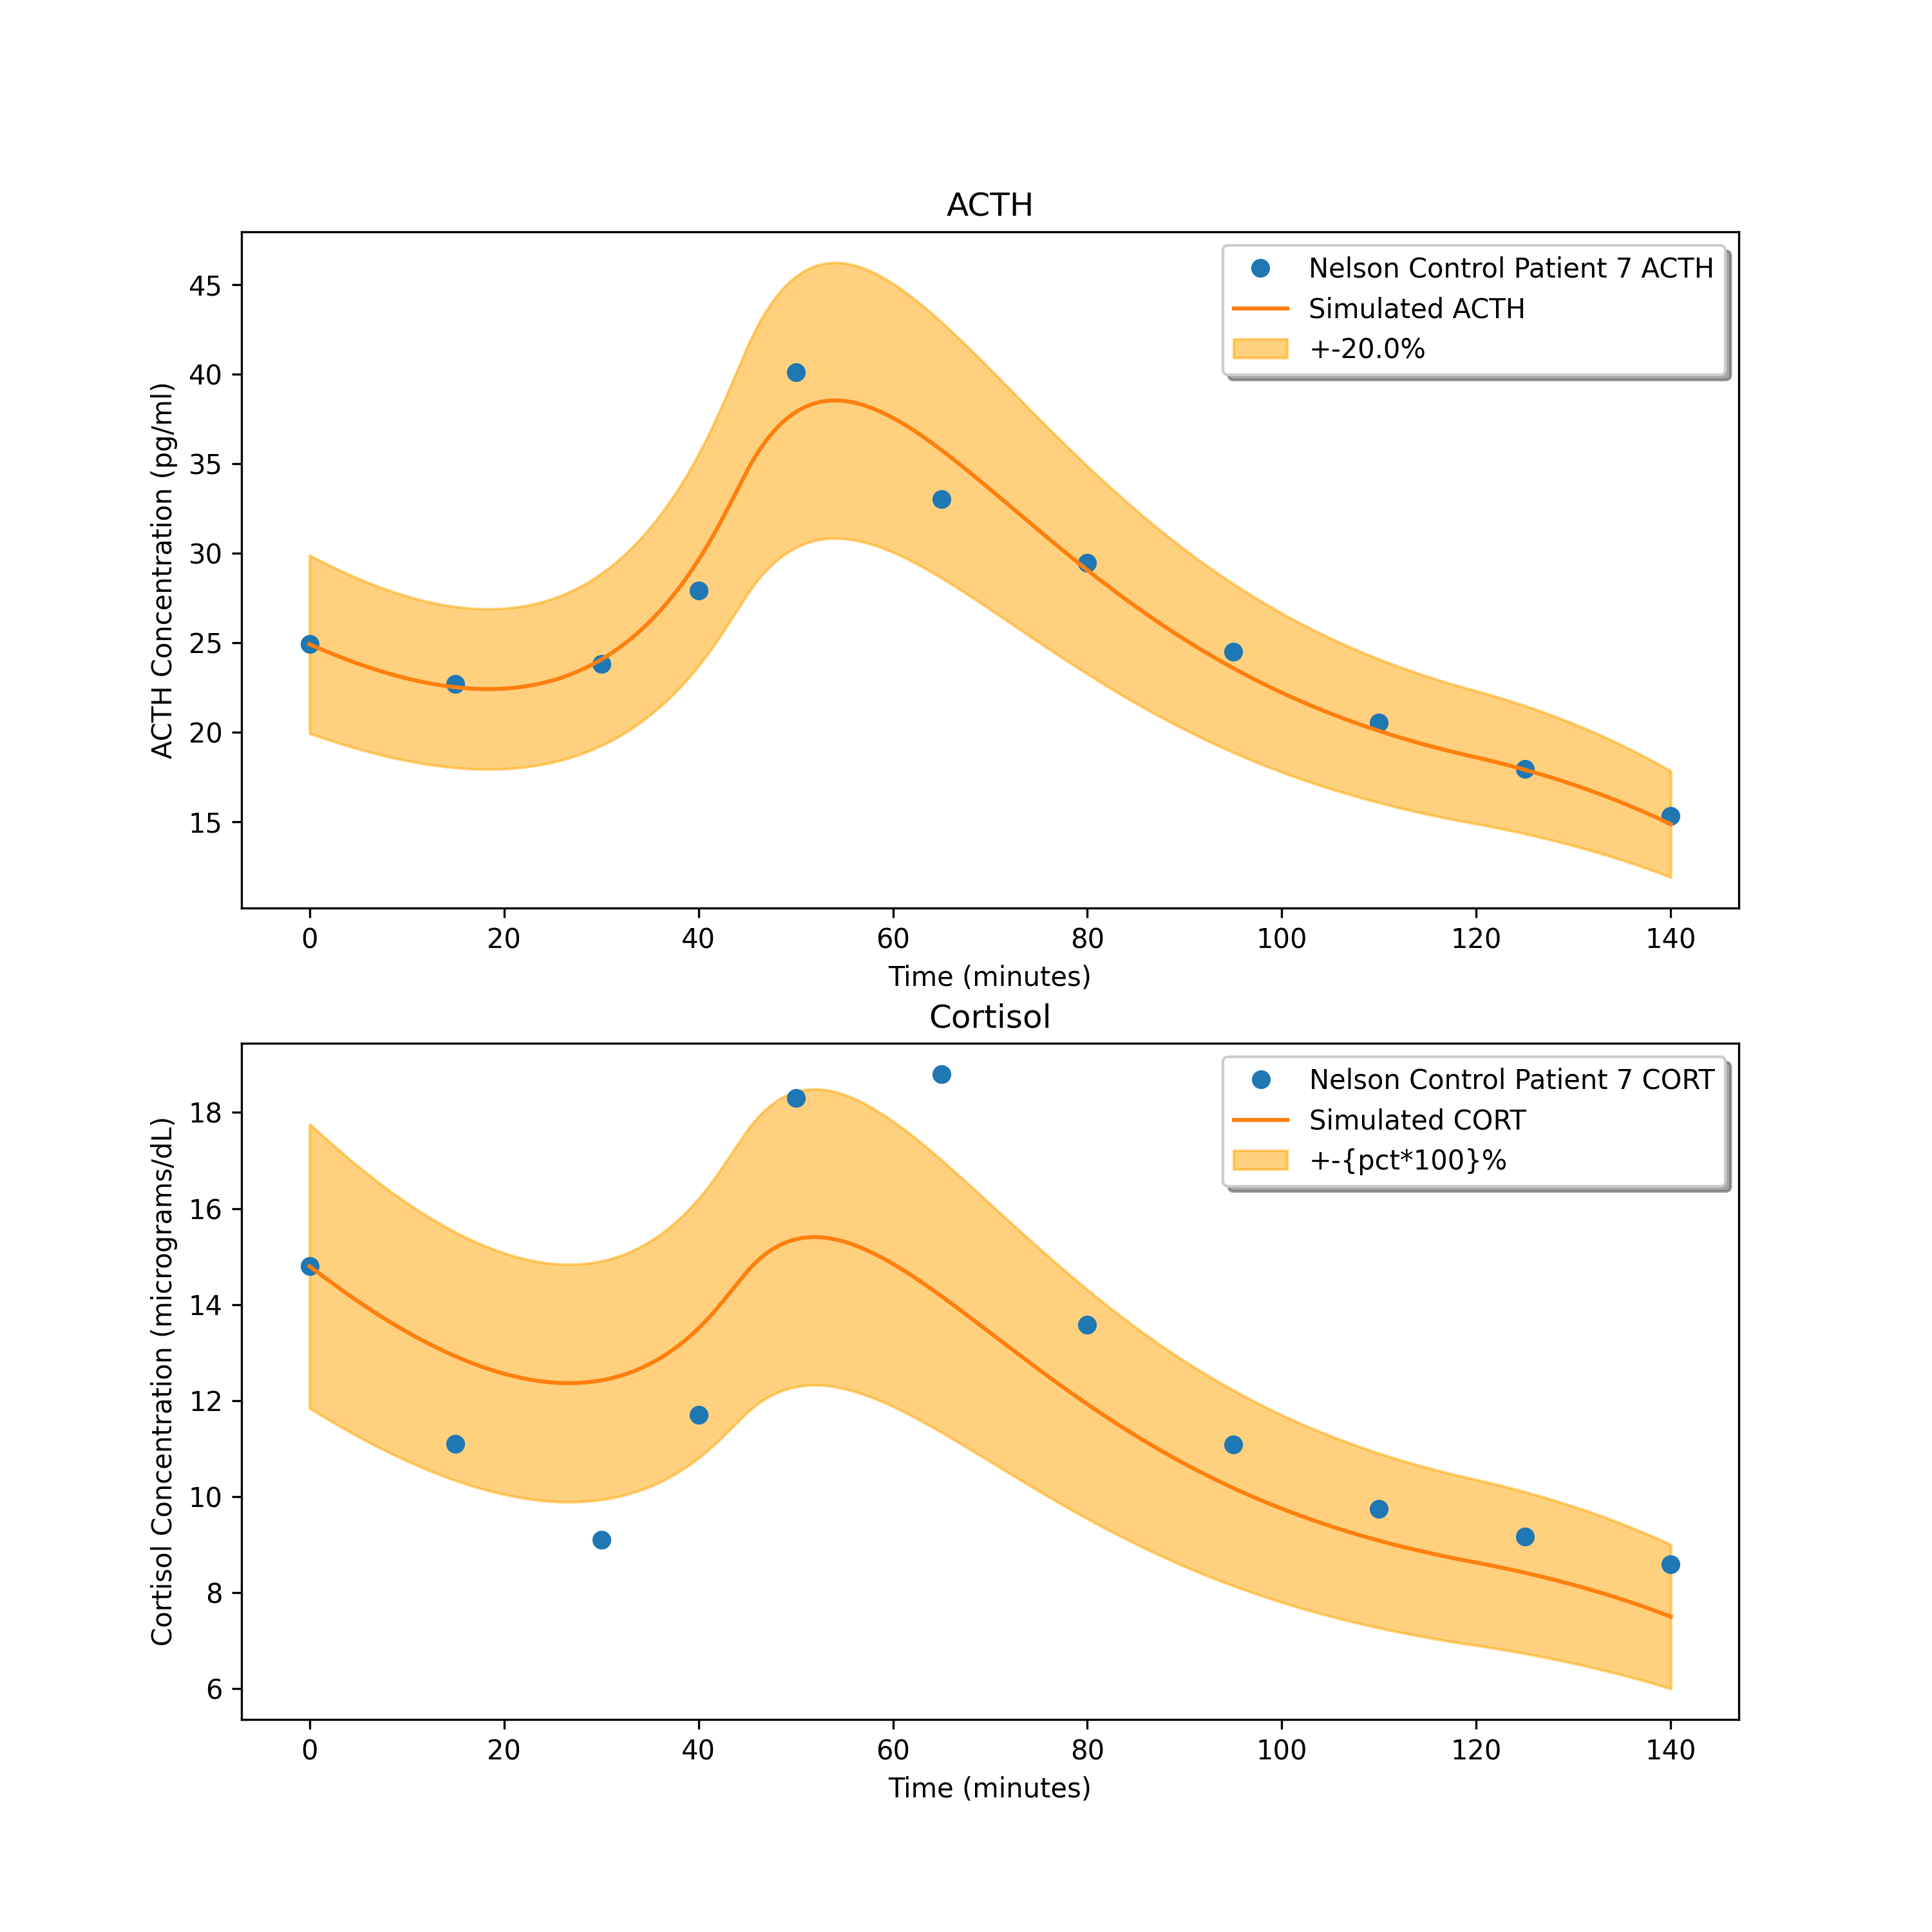 ACTH
Nelson Control Patient 7 ACTH
Simulated ACTH
+-20.0%
ACTH Concentration (pg/ml)
45
40
35
30
25
20
15
0 20 40 60 80 100 120 140
Time (minutes)
Cortisol
Nelson Control Patient 7 CORT
Simulated CORT
+-{pct*100}%
Cortisol Concentration (micrograms/dL)
18
16
14
12
10
8
6
0 20 40 60 80 100 120 140
Time (minutes)